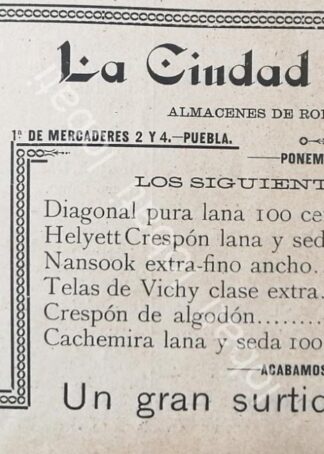 La Ciudad
ALMACENES DE RO
1ª DE MERCADERES 2 Y 4.—PUEBLA.
PONEM
LOS SIGUIENT
Diagonal pura lana 100 ce
Helyett Crespón lana y sed
Nansook extra-fino ancho.
Telas de Vichy clase extra.
Crespón de algodón........
Cachemira lana y seda 100
ACABAMOS
Un gran surtid